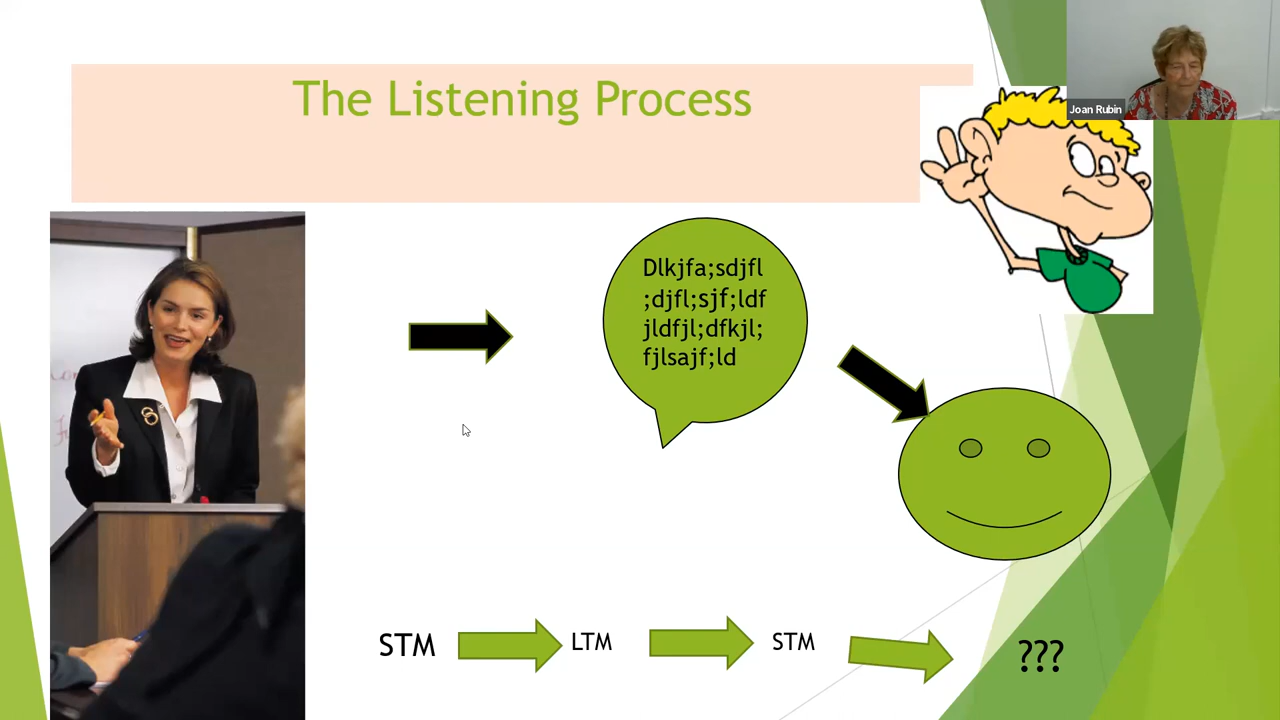 The Listening Process
Joan Rubin
Dlkjfa;sdjfl
;djfl;sjf;ldf
jldfjl;dfkjl;
fjlsajf;ld
STM
LTM
STM
???